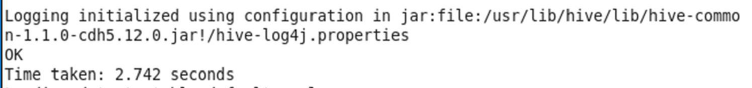 Logging initialized using configuration in jar:file:/usr/lib/hive/lib/hive-commo
n-1.1.0-cdh5.12.0.jar!/hive-log4j.properties
OK
Time taken: 2.742 seconds